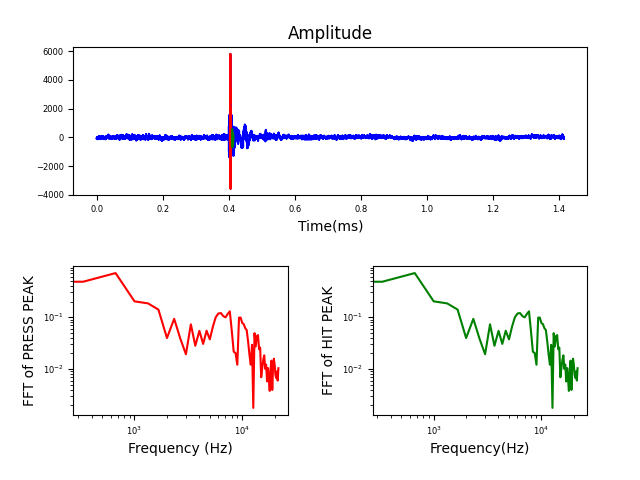 Amplitude
6000
4000
2000
0
−2000
−4000
0.0 0.2 0.4 0.6 0.8 1.0 1.2 1.4
Time(ms)
FFT of PRESS PEAK
10⁻¹
10⁻²
10³ 10⁴
Frequency (Hz)
FFT of HIT PEAK
10⁻¹
10⁻²
10³ 10⁴
Frequency(Hz)